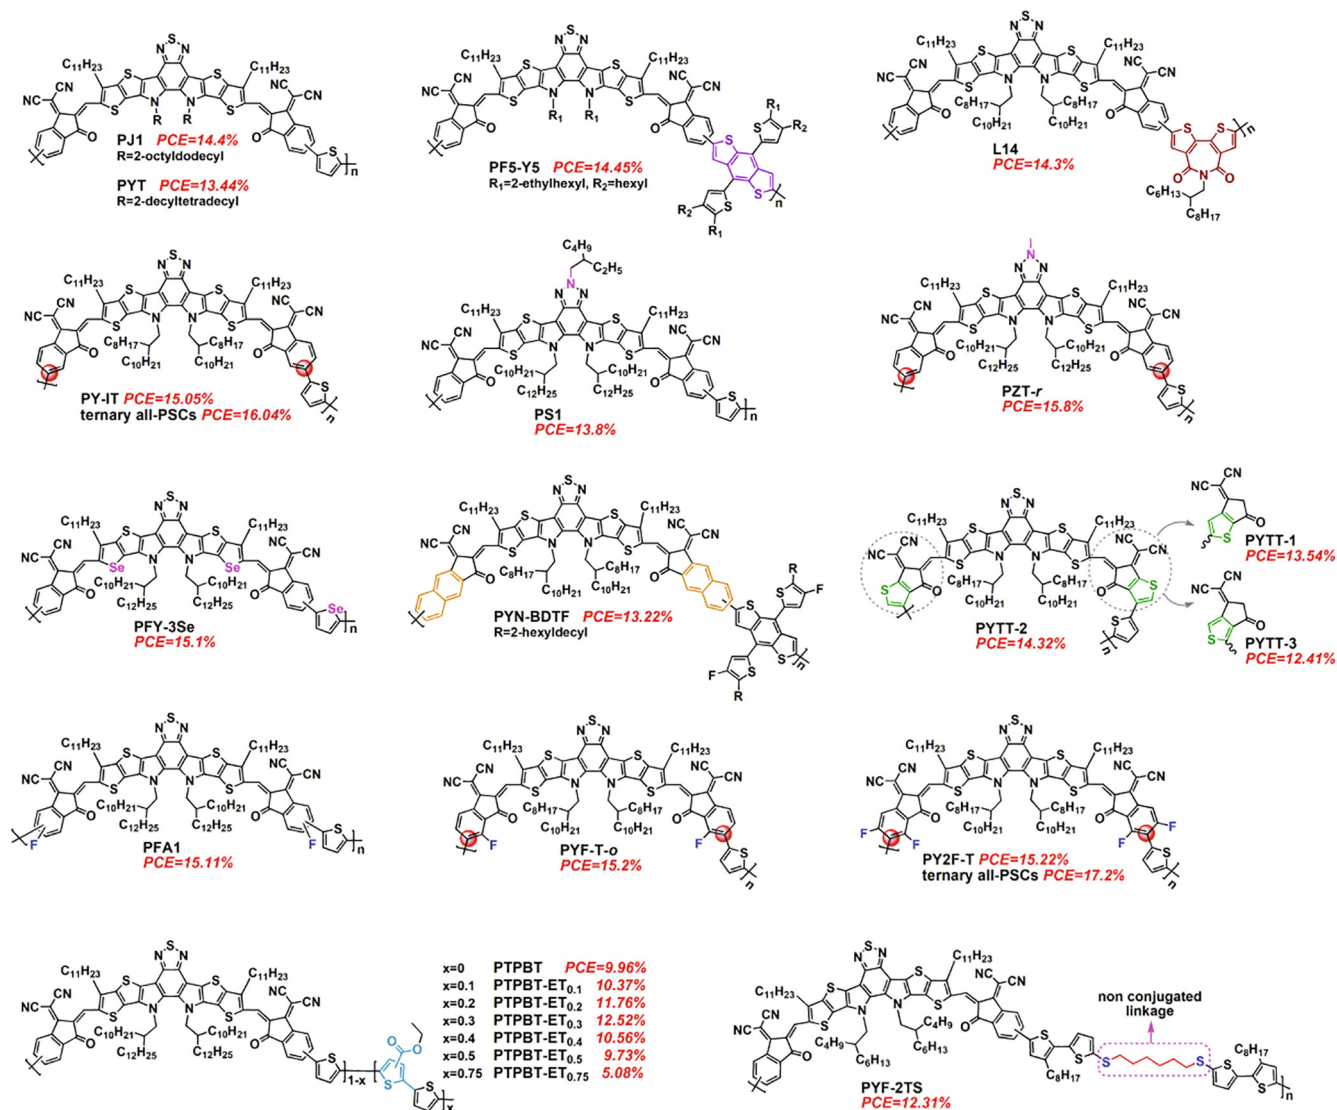 PJ1 PCE=14.4%
R=2-octyldodecyl
PYT PCE=13.44%
R=2-decyltetradecyl
PF5-Y5 PCE=14.45%
R₁=2-ethylhexyl, R₂=hexyl
L14
PCE=14.3%
PY-IT PCE=15.05%
ternary all-PSCs PCE=16.04%
PS1
PCE=13.8%
PZT-r
PCE=15.8%
PFY-3Se
PCE=15.1%
PYN-BDTF PCE=13.22%
R=2-hexyldecyl
PYTT-2
PCE=14.32%
PYTT-1
PCE=13.54%
PYTT-3
PCE=12.41%
PFA1
PCE=15.11%
PYF-T-o
PCE=15.2%
PY2F-T PCE=15.22%
ternary all-PSCs PCE=17.2%
x=0 PTPBT PCE=9.96%
x=0.1 PTPBT-ET₀.₁ 10.37%
x=0.2 PTPBT-ET₀.₂ 11.76%
x=0.3 PTPBT-ET₀.₃ 12.52%
x=0.4 PTPBT-ET₀.₄ 10.56%
x=0.5 PTPBT-ET₀.₅ 9.73%
x=0.75 PTPBT-ET₀.₇₅ 5.08%
non conjugated
linkage
PYF-2TS
PCE=12.31%